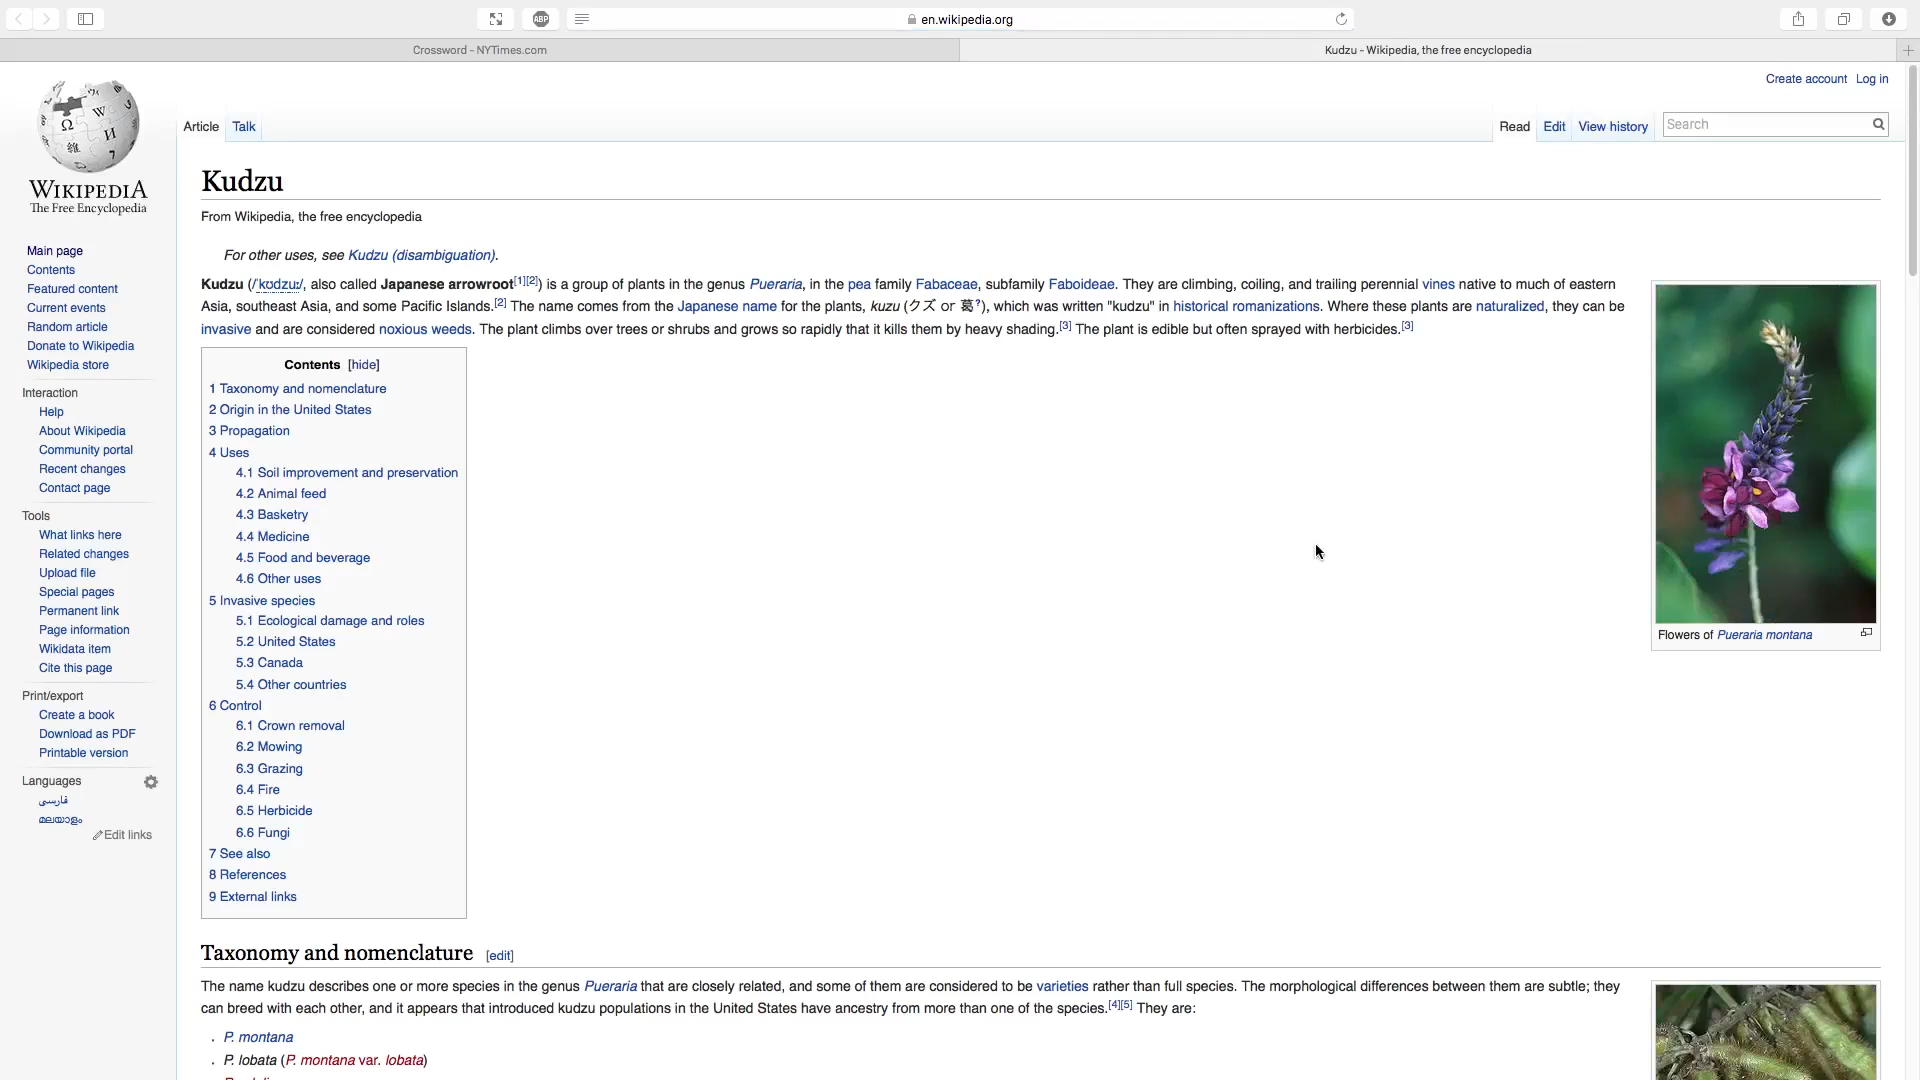 ABP
en.wikipedia.org
Crossword - NYTimes.com
Kudzu - Wikipedia, the free encyclopedia
Create account Log in
WIKIPEDIA
The Free Encyclopedia
Article Talk
Read Edit View history Search
Kudzu
From Wikipedia, the free encyclopedia
For other uses, see Kudzu (disambiguation).
Kudzu (/ˈkʊdzuː/, also called Japanese arrowroot[1][2]) is a group of plants in the genus Pueraria, in the pea family Fabaceae, subfamily Faboideae. They are climbing, coiling, and trailing perennial vines native to much of eastern
Asia, southeast Asia, and some Pacific Islands.[2] The name comes from the Japanese name for the plants, kuzu (クズ or 葛?), which was written "kudzu" in historical romanizations. Where these plants are naturalized, they can be
invasive and are considered noxious weeds. The plant climbs over trees or shrubs and grows so rapidly that it kills them by heavy shading.[3] The plant is edible but often sprayed with herbicides.[3]
Flowers of Pueraria montana
Main page
Contents
Featured content
Current events
Random article
Donate to Wikipedia
Wikipedia store
Interaction
Help
About Wikipedia
Community portal
Recent changes
Contact page
Tools
What links here
Related changes
Upload file
Special pages
Permanent link
Page information
Wikidata item
Cite this page
Print/export
Create a book
Download as PDF
Printable version
Languages
فارسی
മലയാളം
Edit links
Contents [hide]
1 Taxonomy and nomenclature
2 Origin in the United States
3 Propagation
4 Uses
4.1 Soil improvement and preservation
4.2 Animal feed
4.3 Basketry
4.4 Medicine
4.5 Food and beverage
4.6 Other uses
5 Invasive species
5.1 Ecological damage and roles
5.2 United States
5.3 Canada
5.4 Other countries
6 Control
6.1 Crown removal
6.2 Mowing
6.3 Grazing
6.4 Fire
6.5 Herbicide
6.6 Fungi
7 See also
8 References
9 External links
Taxonomy and nomenclature [edit]
The name kudzu describes one or more species in the genus Pueraria that are closely related, and some of them are considered to be varieties rather than full species. The morphological differences between them are subtle; they
can breed with each other, and it appears that introduced kudzu populations in the United States have ancestry from more than one of the species.[4][5] They are:
P. montana
P. lobata (P. montana var. lobata)